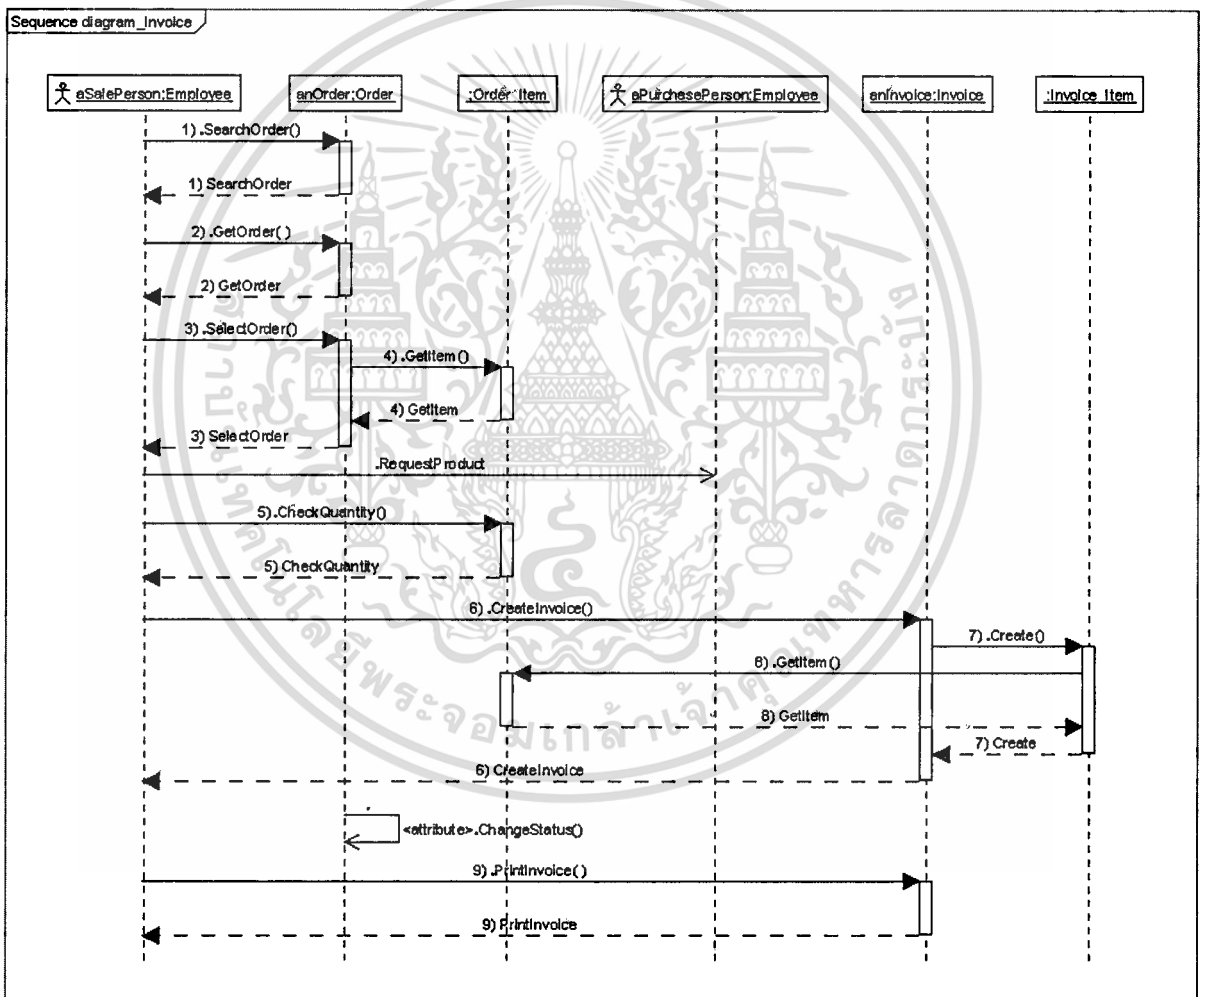 Sequence diagram_Invoice
aSalePerson:Employee
anOrder:Order
:Order Item
aPurchasePerson:Employee
anInvoice:Invoice
:Invoice Item
1) .SearchOrder()
1) SearchOrder
2) .GetOrder( )
2) GetOrder
3) .SelectOrder()
4) .GetItem ()
4) GetItem
3) SelectOrder
.RequestProduct
5) .CheckQuantity()
5) CheckQuantity
6) .CreateInvoice()
7) .Create ()
8) .GetItem ()
8) GetItem
7) Create
6) CreateInvoice
<attribute>.ChangeStatus()
9) .PrintInvoice( )
9) PrintInvoice